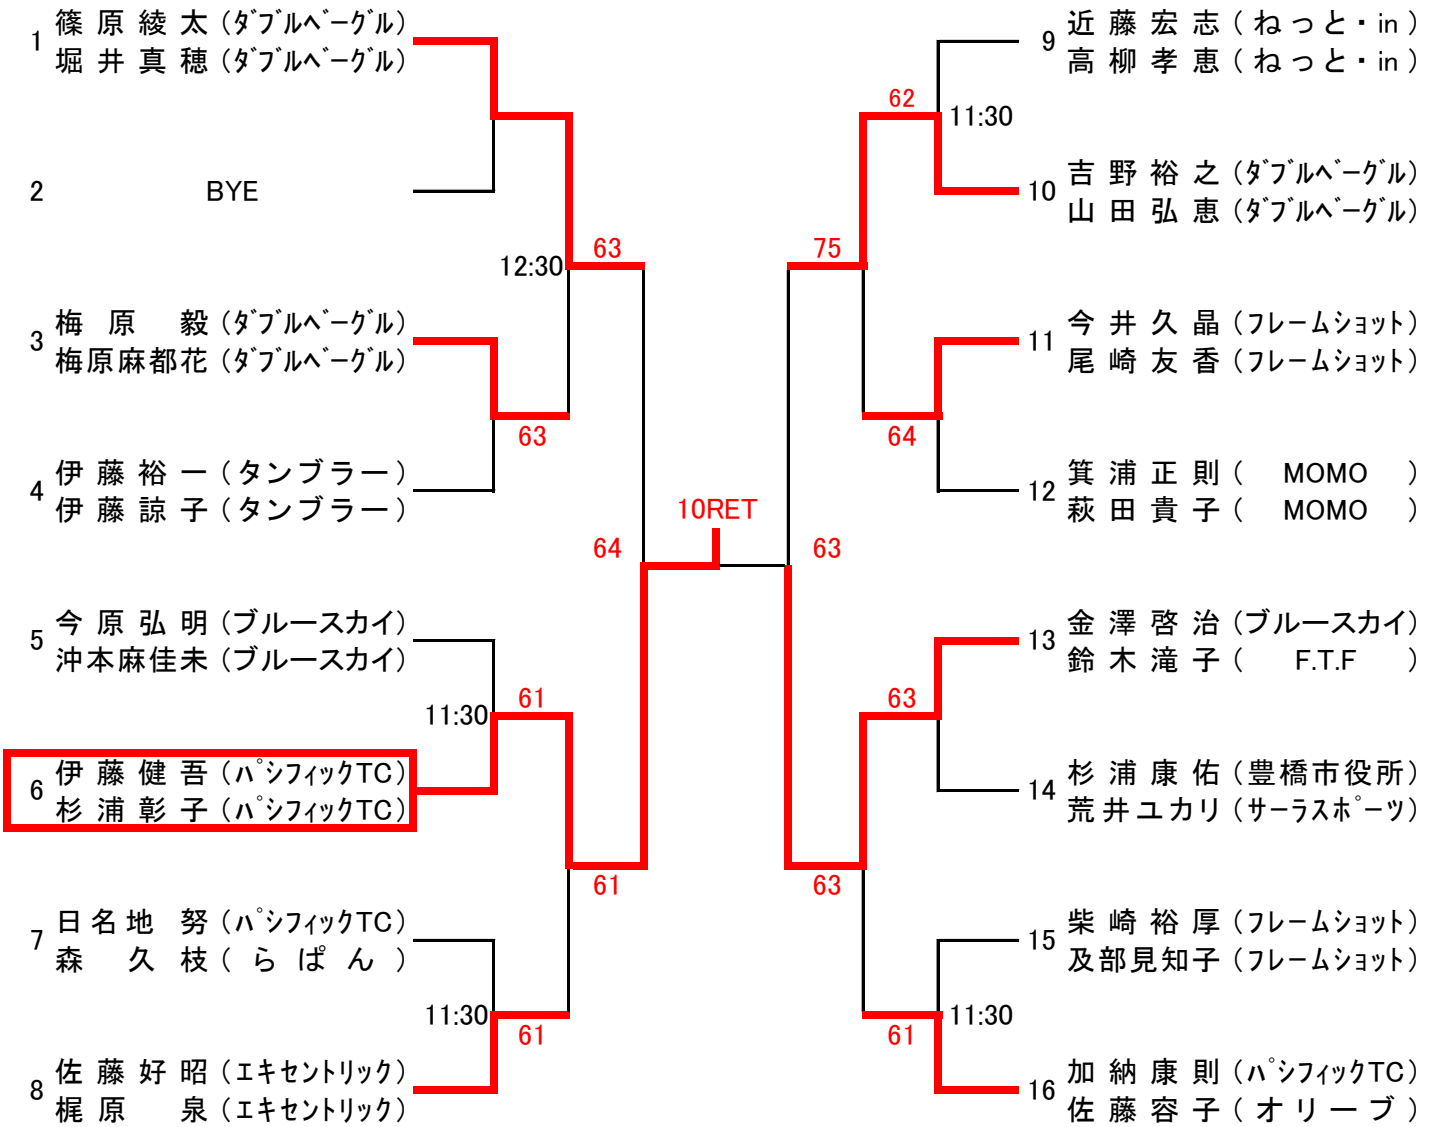 1 篠原綾太(ダブルベーグル)
堀井真穂(ダブルベーグル)
2 BYE
12:30 63
3 梅原 毅(ダブルベーグル)
梅原麻都花(ダブルベーグル)
63
4 伊藤裕一(タンブラー)
伊藤諒子(タンブラー)
64
5 今原弘明(ブルースカイ)
沖本麻佳未(ブルースカイ)
11:30 61
6 伊藤健吾(パシフィックTC)
杉浦彰子(パシフィックTC)
61
7 日名地 努(パシフィックTC)
森 久枝(らぱん)
11:30 61
8 佐藤好昭(エキセントリック)
梶原 泉(エキセントリック)
10RET
9 近藤宏志(ねっと・in)
高柳孝恵(ねっと・in)
62 11:30
10 吉野裕之(ダブルベーグル)
山田弘恵(ダブルベーグル)
75
11 今井久晶(フレームショット)
尾崎友香(フレームショット)
64
12 箕浦正則( MOMO )
萩田貴子( MOMO )
63
13 金澤啓治(ブルースカイ)
鈴木滝子( F.T.F )
63
14 杉浦康佑(豊橋市役所)
荒井ユカリ(サーラスポーツ)
63
15 柴崎裕厚(フレームショット)
及部見知子(フレームショット)
61 11:30
16 加納康則(パシフィックTC)
佐藤容子(オリーブ)